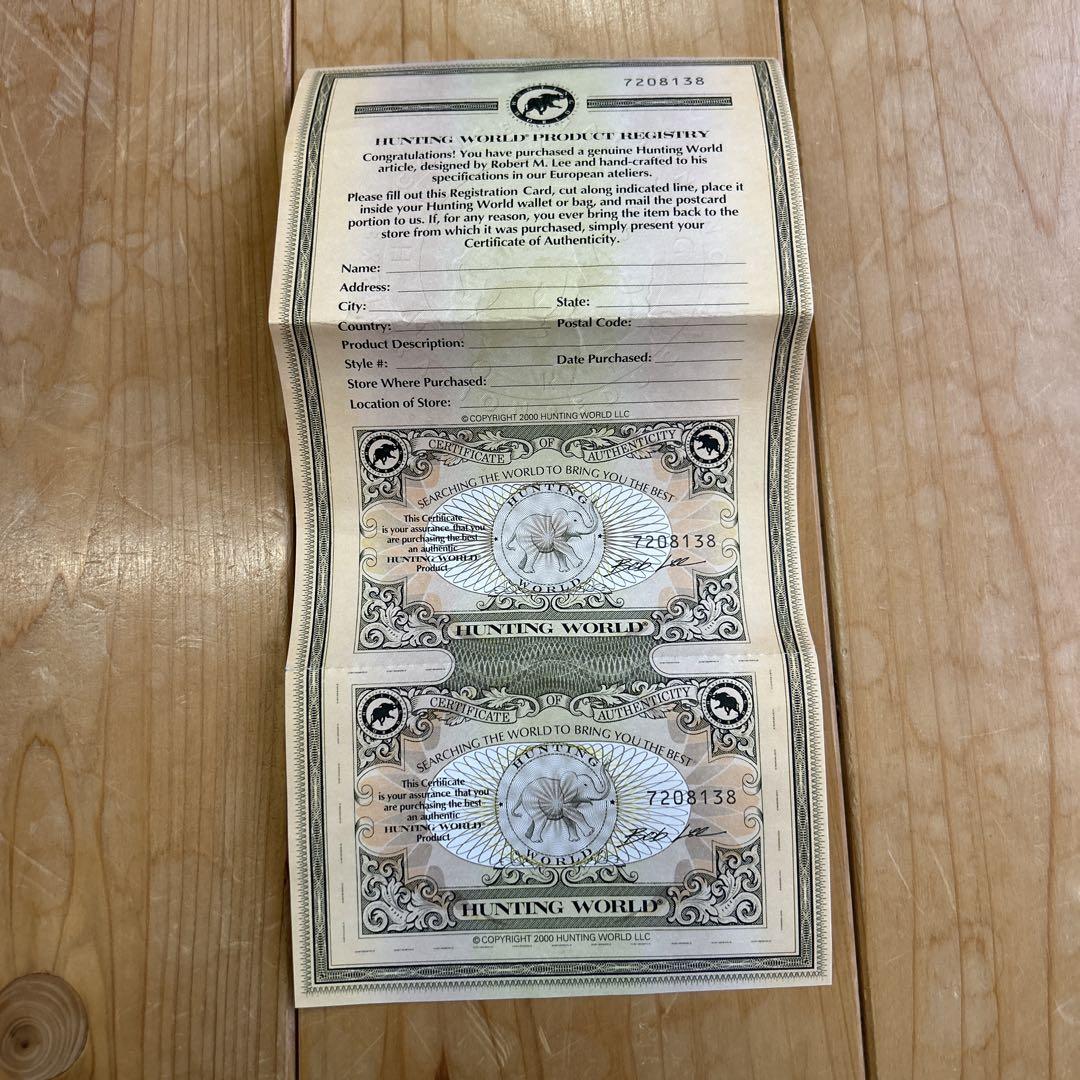 7208138
HUNTING WORLD® PRODUCT REGISTRY
Congratulations! You have purchased a genuine Hunting World
article, designed by Robert M. Lee and hand-crafted to his
specifications in our European ateliers.
Please fill out this Registration Card, cut along indicated line, place it
inside your Hunting World wallet or bag, and mail the postcard
portion to us. If, for any reason, you ever bring the item back to the
store from which it was purchased, simply present your
Certificate of Authenticity.
Name:
Address:
City: State:
Country: Postal Code:
Product Description:
Style #: Date Purchased:
Store Where Purchased:
Location of Store:
© COPYRIGHT 2000 HUNTING WORLD LLC
CERTIFICATE OF AUTHENTICITY
SEARCHING THE WORLD TO BRING YOU THE BEST
HUNTING
This Certificate
is your assurance that you
are purchasing the best
an authentic
HUNTING WORLD®
Product
7208138
Bob Lee
WORLD
HUNTING WORLD®
CERTIFICATE OF AUTHENTICITY
SEARCHING THE WORLD TO BRING YOU THE BEST
HUNTING
This Certificate
is your assurance that you
are purchasing the best
an authentic
HUNTING WORLD®
Product
7208138
Bob Lee
WORLD
HUNTING WORLD®
© COPYRIGHT 2000 HUNTING WORLD LLC